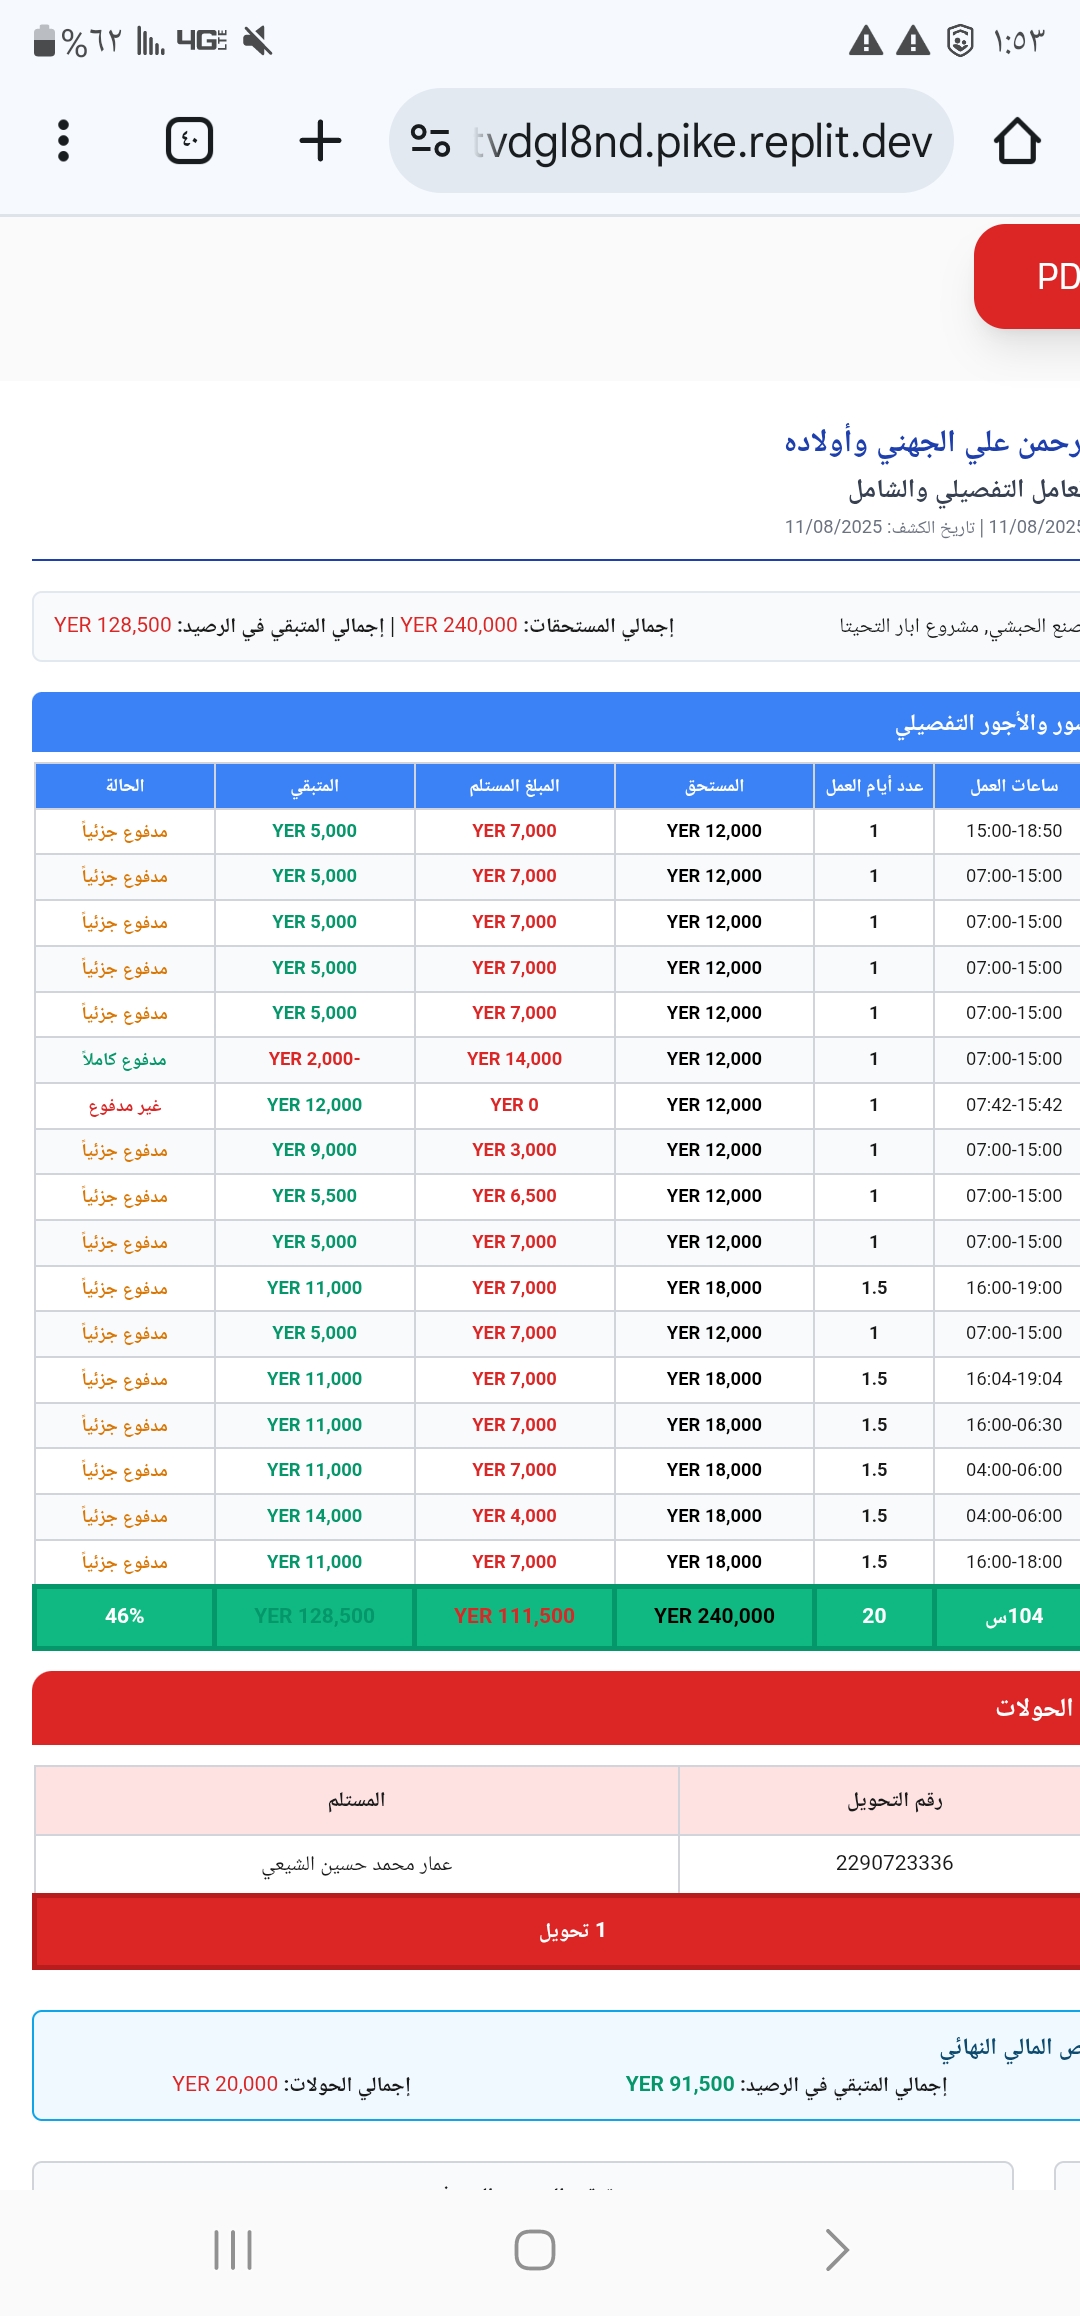 ١:٥٣
%٦٢ 4G LTE
tvdgl8nd.pike.replit.dev
٤٠
علي الجهني وأولاده
التفصيلي والشامل
11/08/2025 | تاريخ الكشف: 11/08/2025
الحبشي, مشروع ابار التحيتا
إجمالي المستحقات: YER 240,000 | إجمالي المتبقي في الرصيد: YER 128,500
والأجور التفصيلي
ساعات العمل عدد أيام العمل المستحق المبلغ المستلم المتبقي الحالة
15:00-18:50 1 YER 12,000 YER 7,000 YER 5,000 مدفوع جزئياً
07:00-15:00 1 YER 12,000 YER 7,000 YER 5,000 مدفوع جزئياً
07:00-15:00 1 YER 12,000 YER 7,000 YER 5,000 مدفوع جزئياً
07:00-15:00 1 YER 12,000 YER 7,000 YER 5,000 مدفوع جزئياً
07:00-15:00 1 YER 12,000 YER 7,000 YER 5,000 مدفوع جزئياً
07:00-15:00 1 YER 12,000 YER 14,000 YER 2,000- مدفوع كاملاً
07:42-15:42 1 YER 12,000 YER 0 YER 12,000 غير مدفوع
07:00-15:00 1 YER 12,000 YER 3,000 YER 9,000 مدفوع جزئياً
07:00-15:00 1 YER 12,000 YER 6,500 YER 5,500 مدفوع جزئياً
07:00-15:00 1 YER 12,000 YER 7,000 YER 5,000 مدفوع جزئياً
16:00-19:00 1.5 YER 18,000 YER 7,000 YER 11,000 مدفوع جزئياً
07:00-15:00 1 YER 12,000 YER 7,000 YER 5,000 مدفوع جزئياً
16:04-19:04 1.5 YER 18,000 YER 7,000 YER 11,000 مدفوع جزئياً
16:00-06:30 1.5 YER 18,000 YER 7,000 YER 11,000 مدفوع جزئياً
04:00-06:00 1.5 YER 18,000 YER 7,000 YER 11,000 مدفوع جزئياً
04:00-06:00 1.5 YER 18,000 YER 4,000 YER 14,000 مدفوع جزئياً
16:00-18:00 1.5 YER 18,000 YER 7,000 YER 11,000 مدفوع جزئياً
104س 20 YER 240,000 YER 111,500 YER 128,500 46%
الحولات
رقم التحويل المستلم
2290723336 عمار محمد حسين الشيعي
1 تحويل
المالي النهائي
إجمالي المتبقي في الرصيد: YER 91,500 إجمالي الحولات: YER 20,000